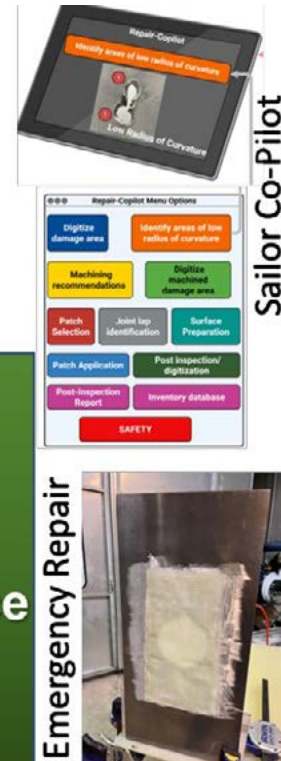 Repair-Copilot
Identify areas of low radius of curvature
1
1
Low Radius of Curvature
Sailor Co-Pilot
Repair-Copilot Menu Options
Digitize
damage area
Identify areas of low
radius of curvature
Machining
recommendations
Digitize
machined
damage area
Patch
Selection
Joint lap
identification
Surface
Preparation
Patch Application
Post inspection/
digitization
Post-Inspection
Report
Inventory database
SAFETY
Emergency Repair
e